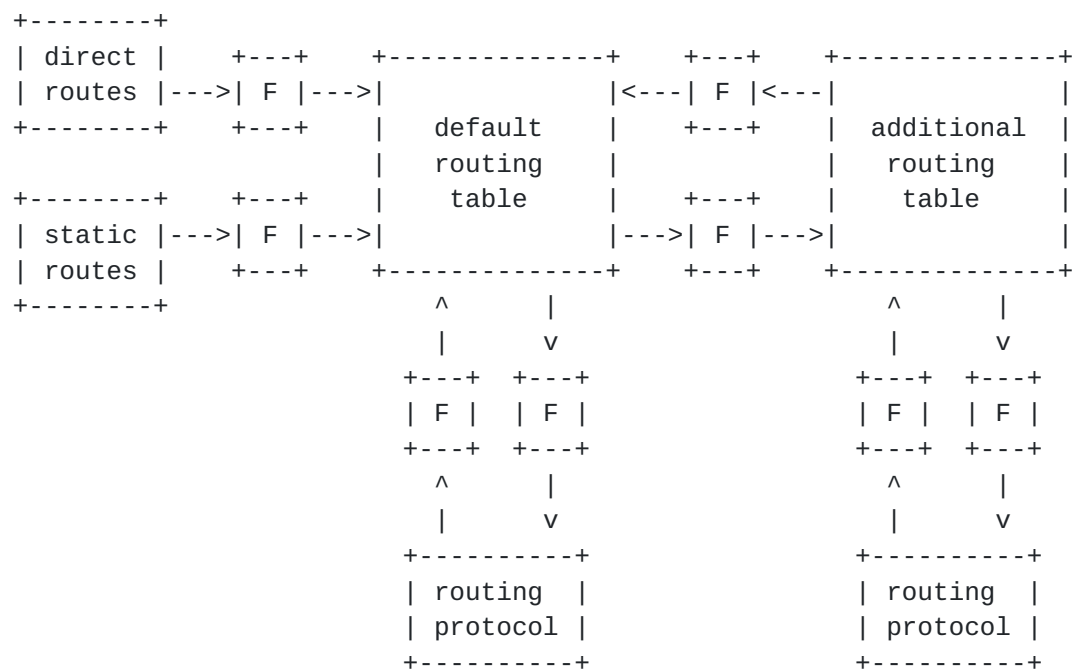 +--------+
| direct |     +---+    +--------------+    +---+    +--------------+
| routes |--->| F |--->|              |<---| F |<---|              |
+--------+    +---+    |   default    |    +---+    |  additional  |
                       |   routing    |             |   routing    |
+--------+    +---+    |    table     |    +---+    |    table     |
| static |--->| F |--->|              |--->| F |--->|              |
| routes |    +---+    +--------------+    +---+    +--------------+
+--------+                 ^      |                     ^      |
                           |      v                     |      v
                         +---+  +---+                 +---+  +---+
                         | F |  | F |                 | F |  | F |
                         +---+  +---+                 +---+  +---+
                           ^      |                     ^      |
                           |      v                     |      v
                         +----------+                 +----------+
                         | routing  |                 | routing  |
                         | protocol |                 | protocol |
                         +----------+                 +----------+